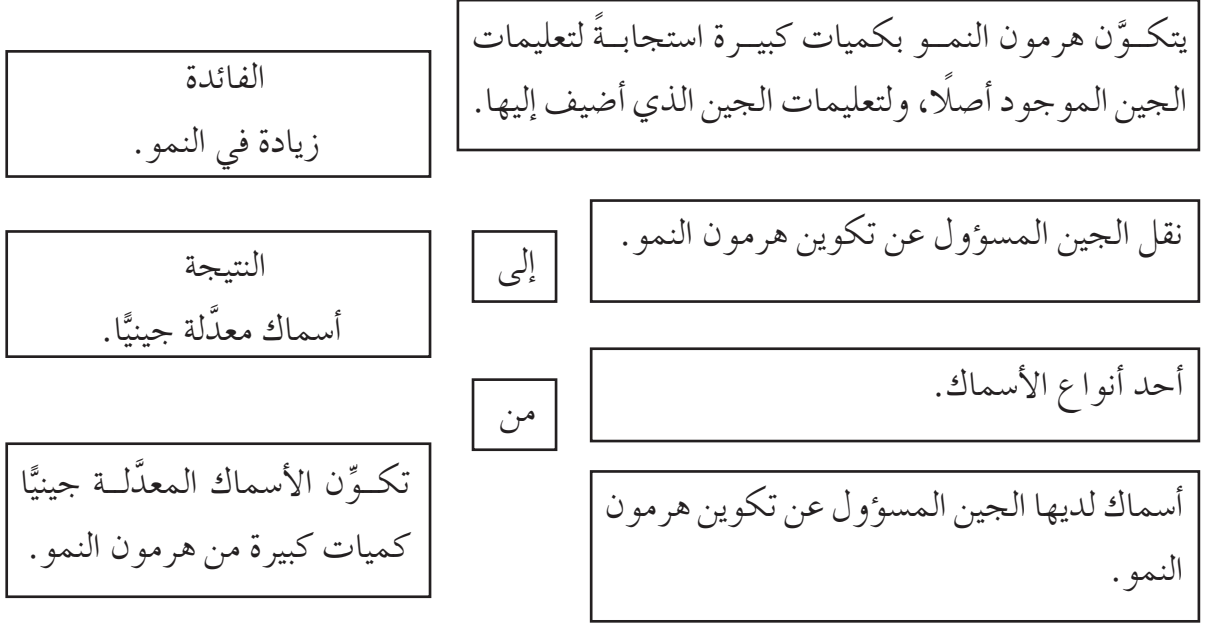 يتكوَّن هرمون النمو بكميات كبيرة استجابةً لتعليمات
الجين الموجود أصلًا، ولتعليمات الجين الذي أضيف إليها.
الفائدة
زيادة في النمو.
نقل الجين المسؤول عن تكوين هرمون النمو.
إلى
النتيجة
أسماك معدَّلة جينيًّا.
أحد أنواع الأسماك.
من
أسماك لديها الجين المسؤول عن تكوين هرمون
النمو.
تكوِّن الأسماك المعدَّلة جينيًّا
كميات كبيرة من هرمون النمو.